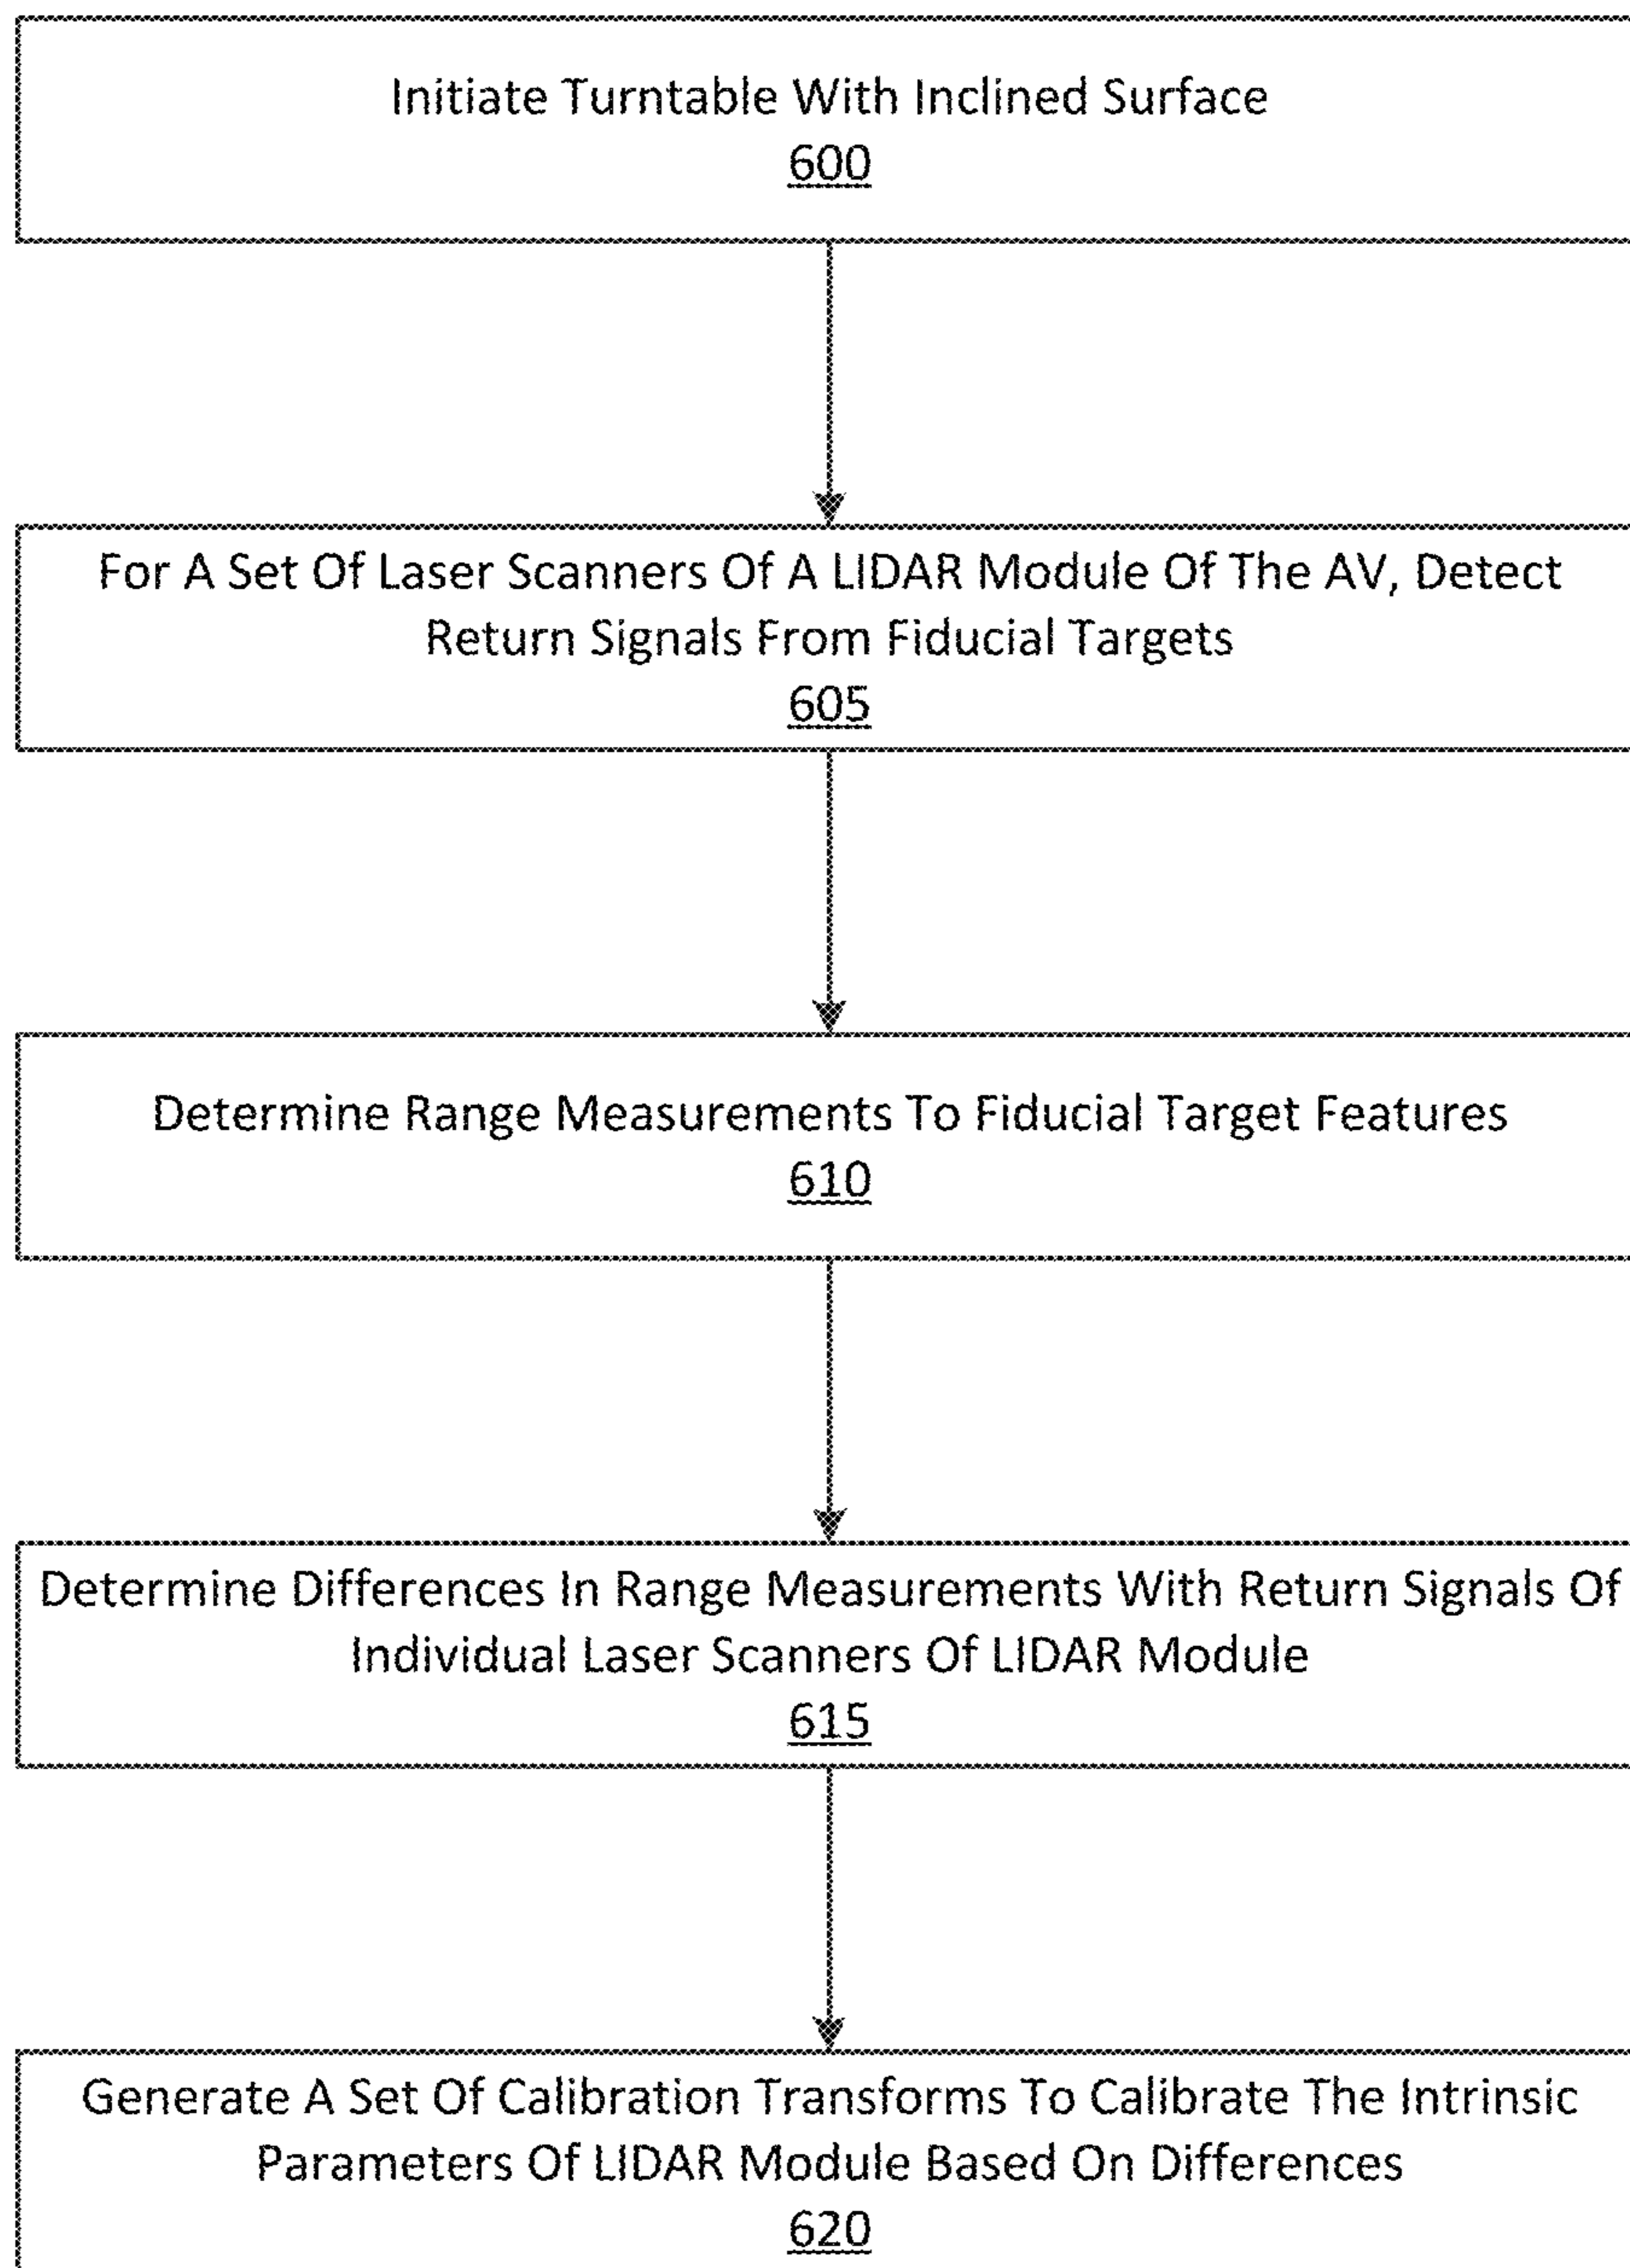 Initiate Turntable With Inclined Surface
600
For A Set Of Laser Scanners Of A LIDAR Module Of The AV, Detect
Return Signals From Fiducial Targets
605
Determine Range Measurements To Fiducial Target Features
610
Determine Differences In Range Measurements With Return Signals Of
Individual Laser Scanners Of LIDAR Module
615
Generate A Set Of Calibration Transforms To Calibrate The Intrinsic
Parameters Of LIDAR Module Based On Differences
620